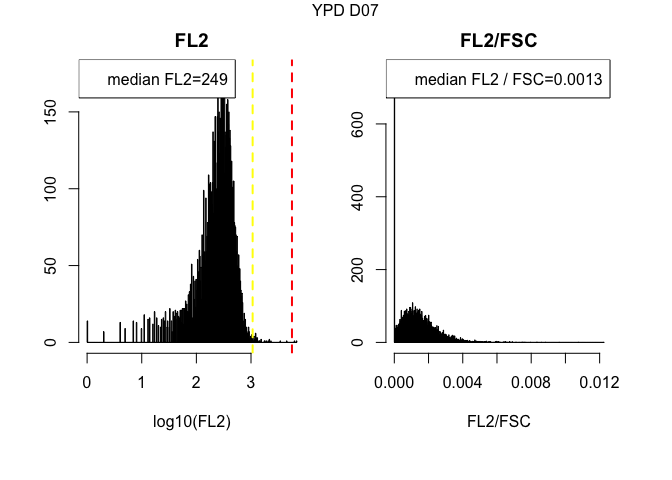 YPD D07
FL2
median FL2=249
0
50
100
150
0
1
2
3
log10(FL2)
FL2/FSC
median FL2 / FSC=0.0013
0
200
400
600
0.000
0.004
0.008
0.012
FL2/FSC